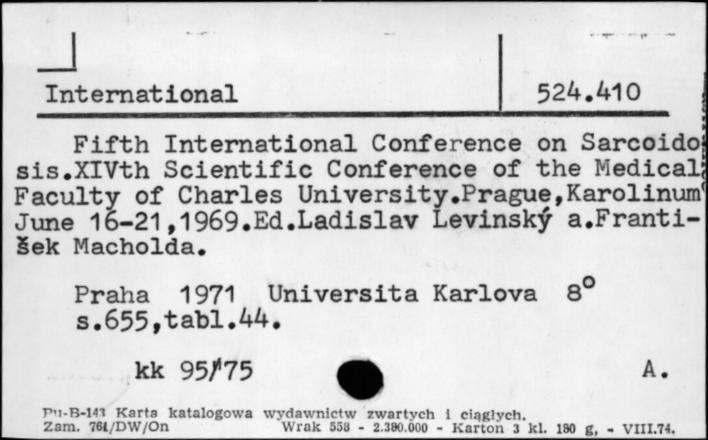 International 524.410
Fifth International Conference on Sarcoido
sis.XIVth Scientific Conference of the Medical
Faculty of Charles University.Prague,Karolinum
June 16-21,1969.Ed.Ladislav Levinský a.Franti-
šek Macholda.
Praha 1971 Universita Karlova 8°
s.655,tabl.44.
kk 95/75 A.
Pu-B-143 Karta katalogowa wydawnictw zwartych i ciągłych.
Zam. 761/DW/On Wrak 558 - 2.380.000 - Karton 3 kl. 180 g, - VIII.74.